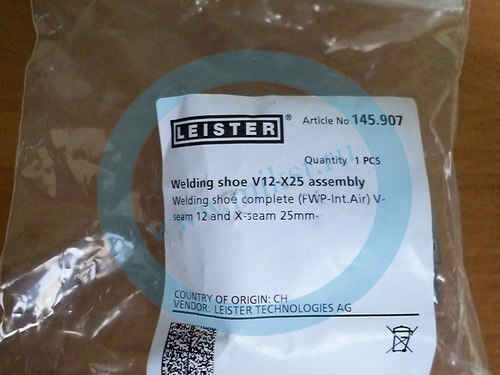 LEISTER®
Article No 145.907
Quantity 1 PCS
Welding shoe V12-X25 assembly
Welding shoe complete (FWP-Int.Air) V-
seam 12 and X-seam 25mm
COUNTRY OF ORIGIN: CH
VENDOR: LEISTER TECHNOLOGIES AG